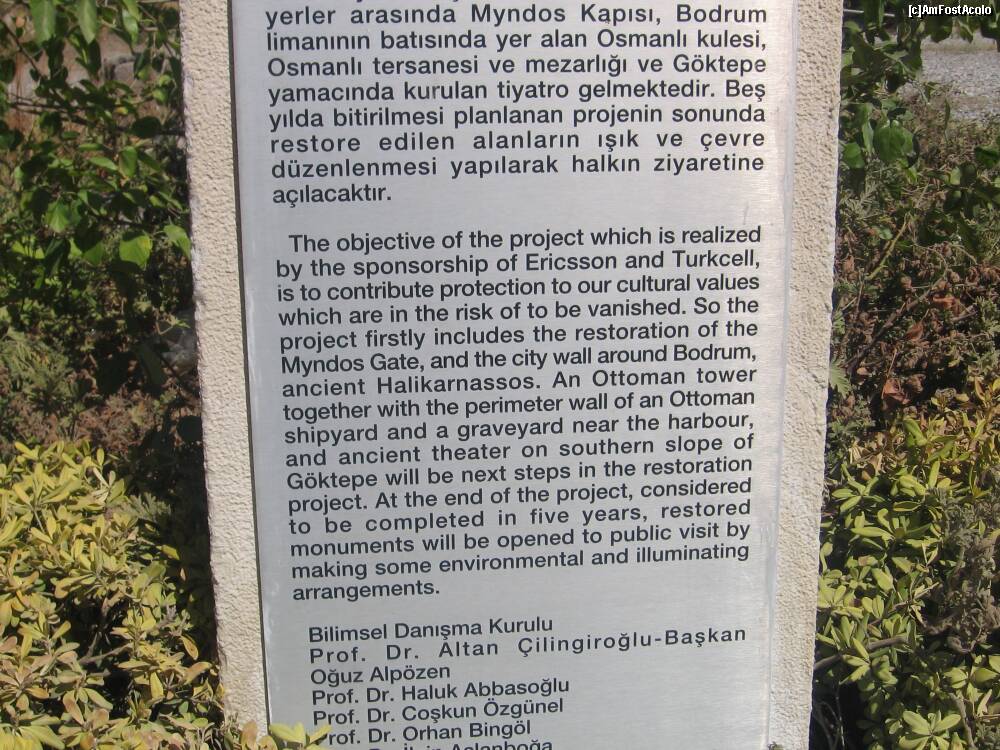 [c]AmFostAcolo
yerler arasında Myndos Kapısı, Bodrum
limanının batısında yer alan Osmanlı kulesi,
Osmanlı tersanesi ve mezarlığı ve Göktepe
yamacında kurulan tiyatro gelmektedir. Beş
yılda bitirilmesi planlanan projenin sonunda
restore edilen alanların ışık ve çevre
düzenlenmesi yapılarak halkın ziyaretine
açılacaktır.
The objective of the project which is realized
by the sponsorship of Ericsson and Turkcell,
is to contribute protection to our cultural values
which are in the risk of to be vanished. So the
project firstly includes the restoration of the
Myndos Gate, and the city wall around Bodrum,
ancient Halikarnassos. An Ottoman tower
together with the perimeter wall of an Ottoman
shipyard and a graveyard near the harbour,
and ancient theater on southern slope of
Göktepe will be next steps in the restoration
project. At the end of the project, considered
to be completed in five years, restored
monuments will be opened to public visit by
making some environmental and illuminating
arrangements.
Bilimsel Danışma Kurulu
Prof. Dr. Altan Çilingiroğlu-Başkan
Oğuz Alpözen
Prof. Dr. Haluk Abbasoğlu
Prof. Dr. Coşkun Özgünel
Prof. Dr. Orhan Bingöl
Dr. Aslanboğa